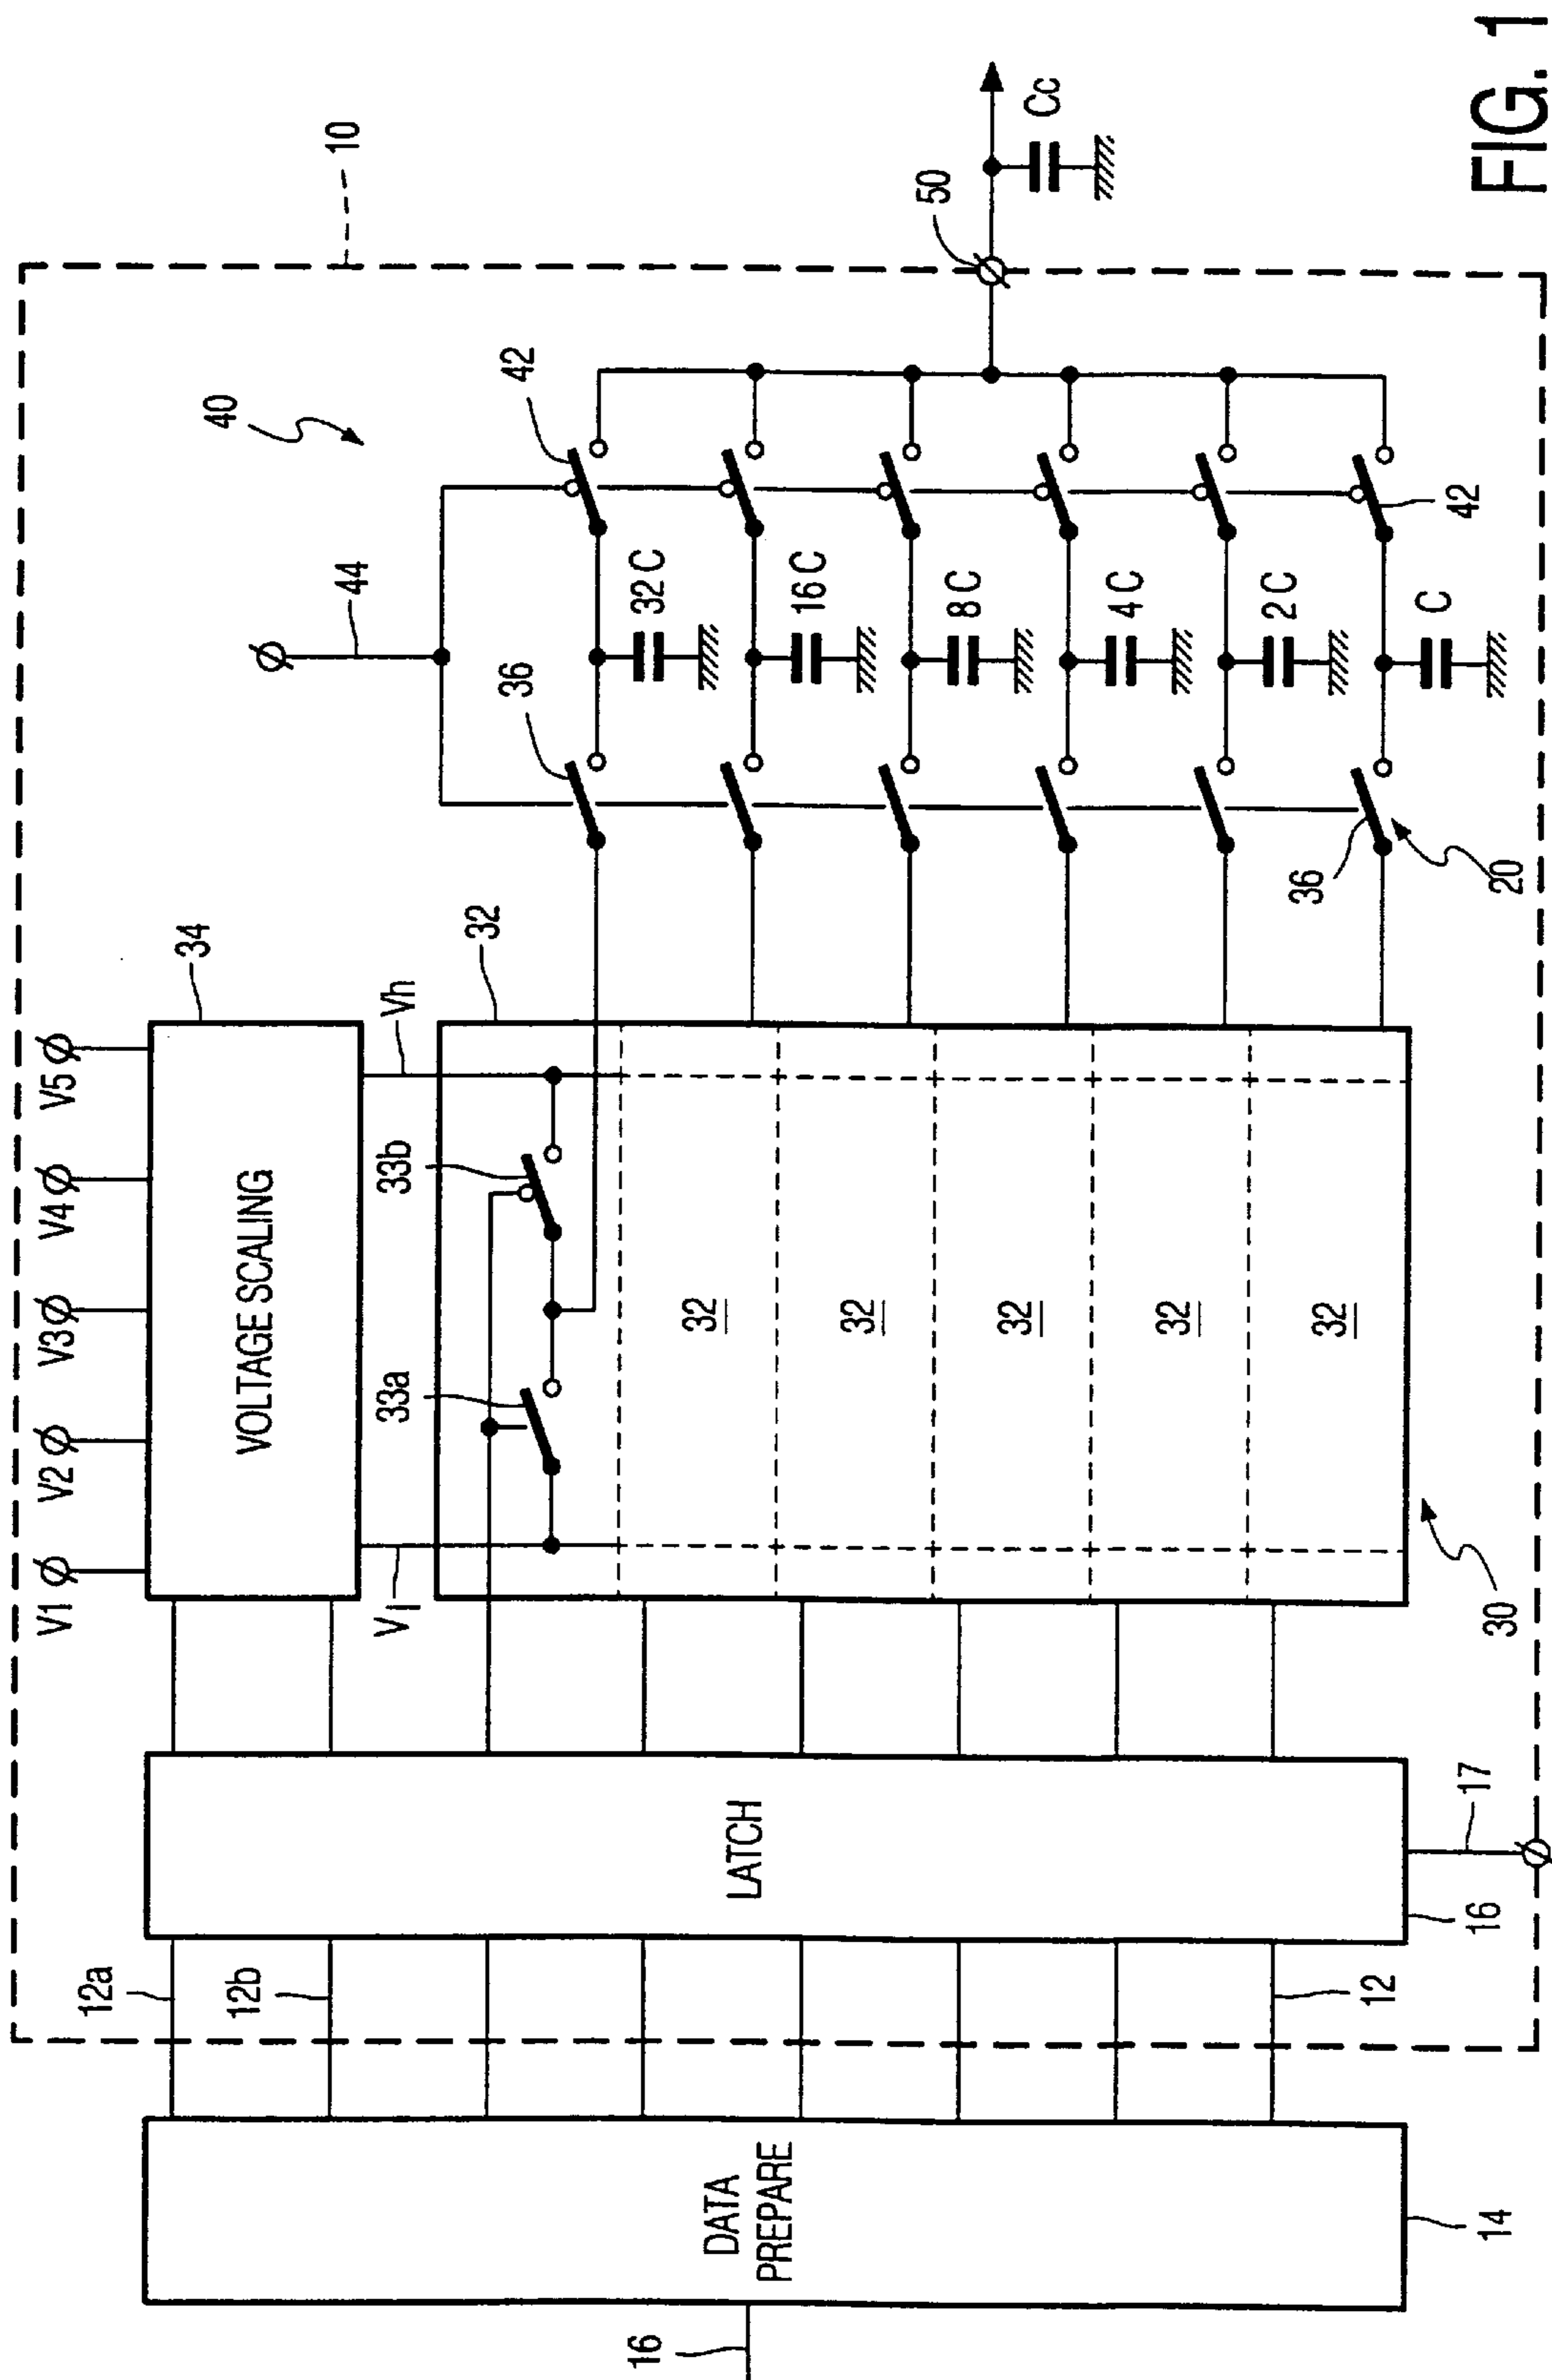 FIG. 1
10
40
44
42
50
Cc
36
32 C
16 C
8 C
4 C
2 C
C
42
36
20
V1
V2
V3
V4
V5
34
VOLTAGE SCALING
Vl
Vh
32
33a
33b
32
32
32
32
32
30
12a
12b
LATCH
17
16
12
DATA
PREPARE
16
14